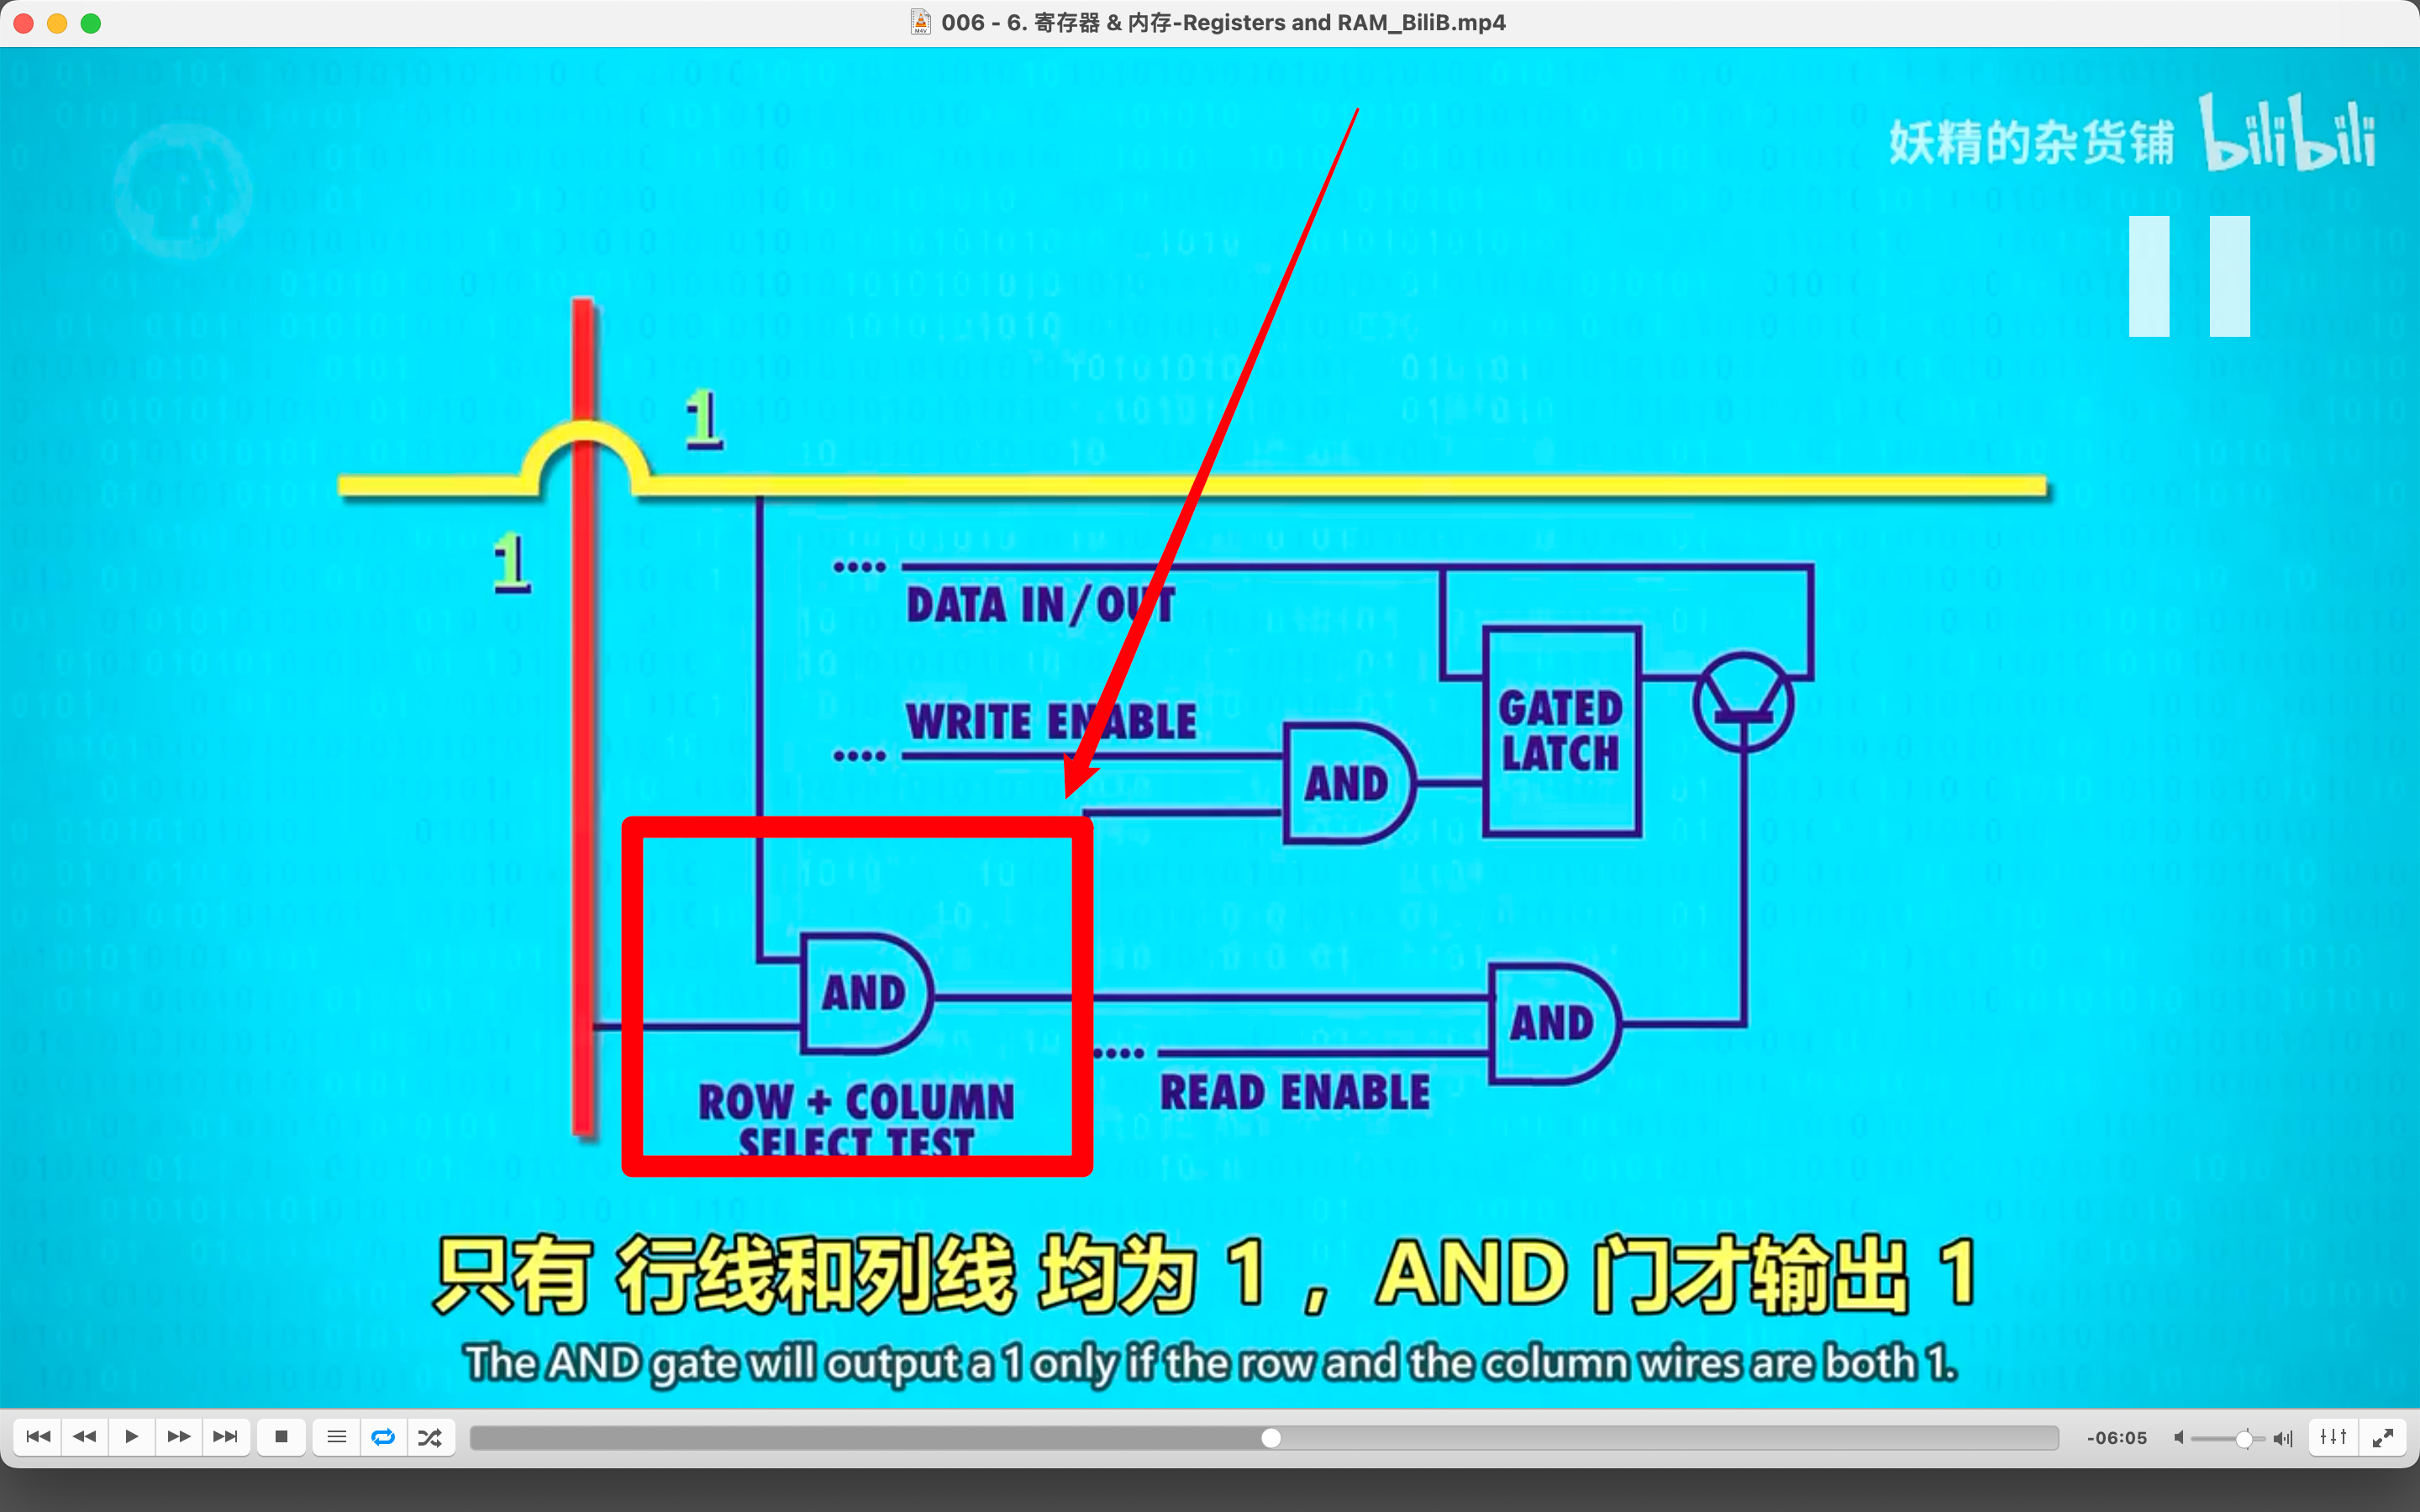 006 - 6. 寄存器 & 内存-Registers and RAM_BiliB.mp4
妖精的杂货铺 bilibili
1
1
DATA IN/OUT
WRITE ENABLE
GATED
LATCH
AND
AND
AND
ROW + COLUMN
SELECT TEST
READ ENABLE
只有 行线和列线 均为 1 ，AND 门才输出 1
The AND gate will output a 1 only if the row and the column wires are both 1.
-06:05